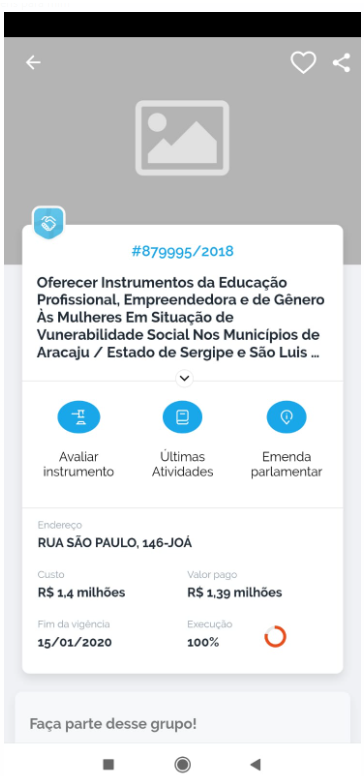 #879995/2018
Oferecer Instrumentos da Educação
Profissional, Empreendedora e de Gênero
Às Mulheres Em Situação de
Vunerabilidade Social Nos Municípios de
Aracaju / Estado de Sergipe e São Luis ...
Avaliar
instrumento
Últimas
Atividades
Emenda
parlamentar
Endereço
RUA SÃO PAULO, 146-JOÁ
Custo
R$ 1,4 milhões
Valor pago
R$ 1,39 milhões
Fim da vigência
15/01/2020
Execução
100%
Faça parte desse grupo!